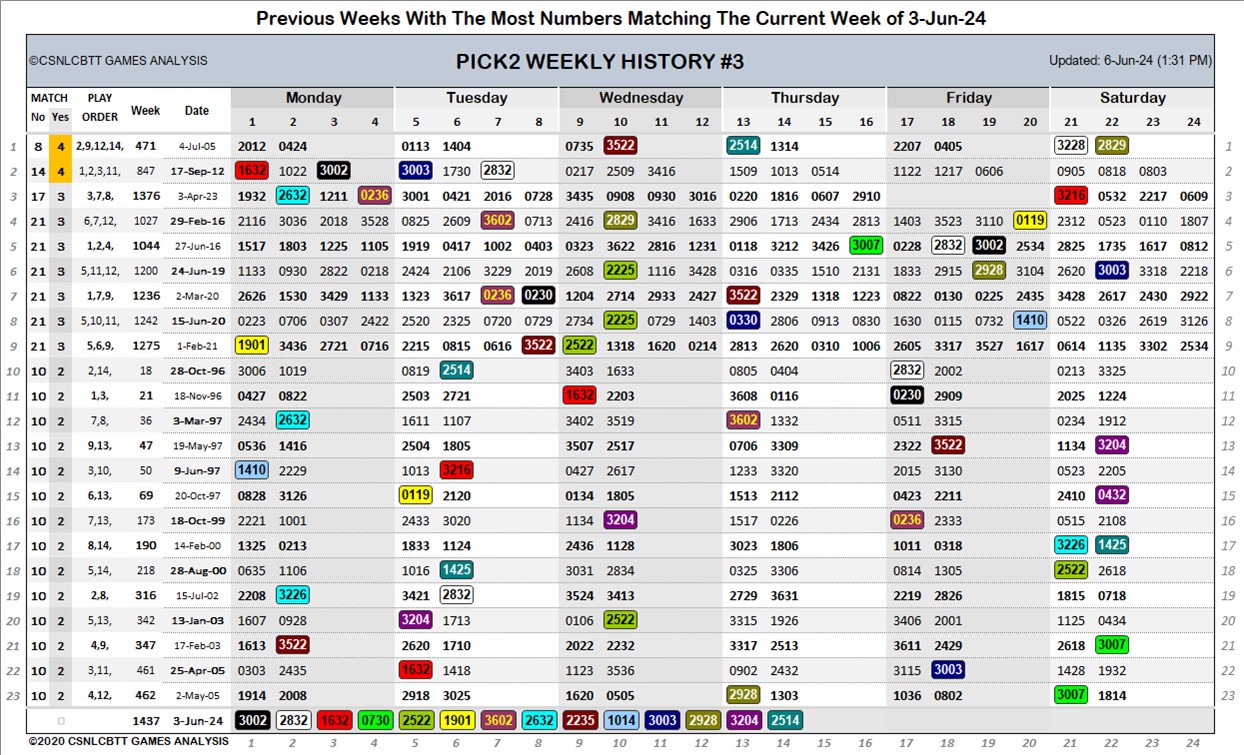 Previous Weeks With The Most Numbers Matching The Current Week of 3-Jun-24
©CSNLCBTT GAMES ANALYSIS PICK2 WEEKLY HISTORY #3 Updated: 6-Jun-24 (1:31 PM)
MATCH PLAY Week Date Monday Tuesday Wednesday Thursday Friday Saturday
No Yes ORDER 1 2 3 4 5 6 7 8 9 10 11 12 13 14 15 16 17 18 19 20 21 22 23 24
1 8 4 2,9,12,14, 471 4-Jul-05 2012 0424 0113 1404 0735 3522 2514 1314 2207 0405 3228 2829 1
2 14 4 1,2,3,11, 847 17-Sep-12 1632 1022 3002 3003 1730 2832 0217 2509 3416 1509 1013 0514 1122 1217 0606 0905 0818 0803 2
3 17 3 3,7,8, 1376 3-Apr-23 1932 2632 1211 0236 3001 0421 2016 0728 3435 0908 0930 3016 0220 1816 0607 2910 3216 0532 2217 0609 3
4 21 3 6,7,12, 1027 29-Feb-16 2116 3036 2018 3528 0825 2609 3602 0713 2416 2829 3416 1633 2906 1713 2434 2813 1403 3523 3110 0119 2312 0523 0110 1807 4
5 21 3 1,2,4, 1044 27-Jun-16 1517 1803 1225 1105 1919 0417 1002 0403 0323 3622 2816 1231 0118 3212 3426 3007 0228 2832 3002 2534 2825 1735 1617 0812 5
6 21 3 5,11,12, 1200 24-Jun-19 1133 0930 2822 0218 2424 2106 3229 2019 2608 2225 1116 3428 0316 0335 1510 2131 1833 2915 2928 3104 2620 3003 3318 2218 6
7 21 3 1,7,9, 1236 2-Mar-20 2626 1530 3429 1133 1323 3617 0236 0230 1204 2714 2933 2427 3522 2329 1318 1223 0822 0130 0225 2435 3428 2617 2430 2922 7
8 21 3 5,10,11, 1242 15-Jun-20 0223 0706 0307 2422 2520 2325 0720 0729 2734 2225 0729 1403 0330 2806 0913 0830 1630 0115 0732 1410 0522 0326 2619 3126 8
9 21 3 5,6,9, 1275 1-Feb-21 1901 3436 2721 0716 2215 0815 0616 3522 2522 1318 1620 0214 2813 2620 0310 1006 2605 3317 3527 1617 0614 1135 3302 2534 9
10 10 2 2,14, 18 28-Oct-96 3006 1019 0819 2514 3403 1633 0805 0404 2832 2002 0213 3325 10
11 10 2 1,3, 21 18-Nov-96 0427 0822 2503 2721 1632 2203 3608 0116 0230 2909 2025 1224 11
12 10 2 7,8, 36 3-Mar-97 2434 2632 1611 1107 3402 3519 3602 1332 0511 3315 0234 1912 12
13 10 2 9,13, 47 19-May-97 0536 1416 2504 1805 3507 2517 0706 3309 2322 3522 1134 3204 13
14 10 2 3,10, 50 9-Jun-97 1410 2229 1013 3216 0427 2617 1233 3320 2015 3130 0523 2205 14
15 10 2 6,13, 69 20-Oct-97 0828 3126 0119 2120 0134 1805 1513 2112 0423 2211 2410 0432 15
16 10 2 7,13, 173 18-Oct-99 2221 1001 2433 3020 1134 3204 1517 0226 0236 2333 0515 2108 16
17 10 2 8,14, 190 14-Feb-00 1325 0213 1833 1124 2436 1128 3023 1806 1011 0318 3226 1425 17
18 10 2 5,14, 218 28-Aug-00 0635 1106 1016 1425 3031 2834 0325 3306 0814 1305 2522 2618 18
19 10 2 2,8, 316 15-Jul-02 2208 3226 3421 2832 3524 3413 2729 3631 2219 2826 1815 0718 19
20 10 2 5,13, 342 13-Jan-03 1607 0928 3204 1713 0106 2522 3315 1926 3406 2001 1125 0434 20
21 10 2 4,9, 347 17-Feb-03 1613 3522 2620 1710 2022 2232 3317 2513 3611 2429 2618 3007 21
22 10 2 3,11, 461 25-Apr-05 0303 2435 1632 1418 1123 3536 0902 2432 3115 3003 1428 1932 22
23 10 2 4,12, 462 2-May-05 1914 2008 2918 3025 1620 0505 2928 1303 1036 0802 3007 1814 23
0 1437 3-Jun-24 3002 2832 1632 0730 2522 1901 3602 2632 2235 1014 3003 2928 3204 2514
©2020 CSNLCBTT GAMES ANALYSIS 1 2 3 4 5 6 7 8 9 10 11 12 13 14 15 16 17 18 19 20 21 22 23 24